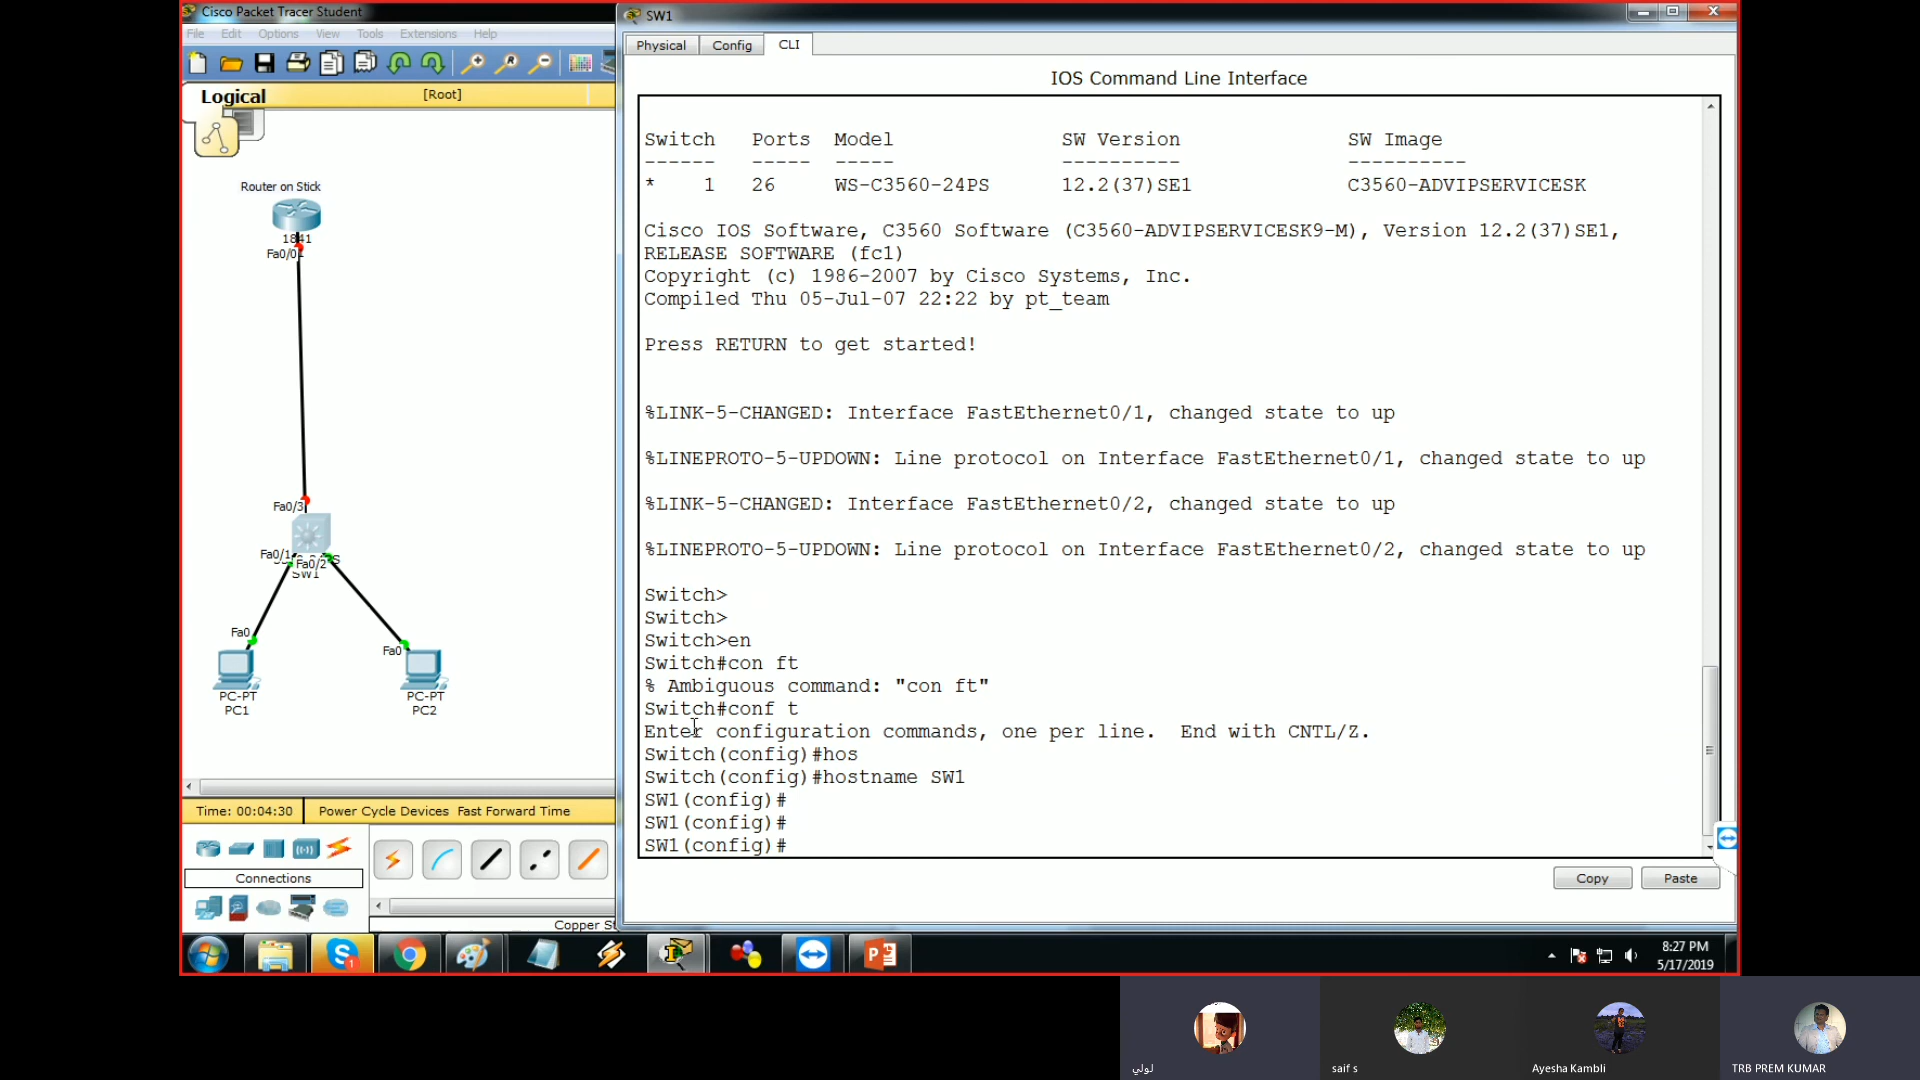 Cisco Packet Tracer Student
File Edit Options View Tools Extensions Help
Logical
[Root]
Router on Stick
1841
Fa0/0
Fa0/3
Fa0/1
Fa0/2
SW1
Fa0
Fa0
PC-PT
PC1
PC-PT
PC2
Time: 00:04:30
Power Cycle Devices Fast Forward Time
Connections
Copper St
SW1
Physical
Config
CLI
IOS Command Line Interface
Switch Ports Model SW Version SW Image
------ ----- ----- ---------- ----------
* 1 26 WS-C3560-24PS 12.2(37)SE1 C3560-ADVIPSERVICESK
Cisco IOS Software, C3560 Software (C3560-ADVIPSERVICESK9-M), Version 12.2(37)SE1,
RELEASE SOFTWARE (fc1)
Copyright (c) 1986-2007 by Cisco Systems, Inc.
Compiled Thu 05-Jul-07 22:22 by pt_team
Press RETURN to get started!
%LINK-5-CHANGED: Interface FastEthernet0/1, changed state to up
%LINEPROTO-5-UPDOWN: Line protocol on Interface FastEthernet0/1, changed state to up
%LINK-5-CHANGED: Interface FastEthernet0/2, changed state to up
%LINEPROTO-5-UPDOWN: Line protocol on Interface FastEthernet0/2, changed state to up
Switch>
Switch>
Switch>en
Switch#con ft
% Ambiguous command: "con ft"
Switch#conf t
Enter configuration commands, one per line. End with CNTL/Z.
Switch(config)#hos
Switch(config)#hostname SW1
SW1(config)#
SW1(config)#
SW1(config)#
Copy
Paste
8:27 PM
5/17/2019
لولي
saif s
Ayesha Kambli
TRB PREM KUMAR